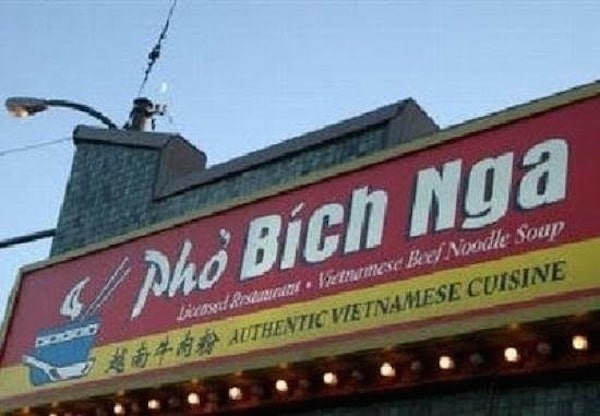 Phở Bích Nga
Licensed Restaurant • Vietnamese Beef Noodle Soup
越南牛肉粉 AUTHENTIC VIETNAMESE CUISINE